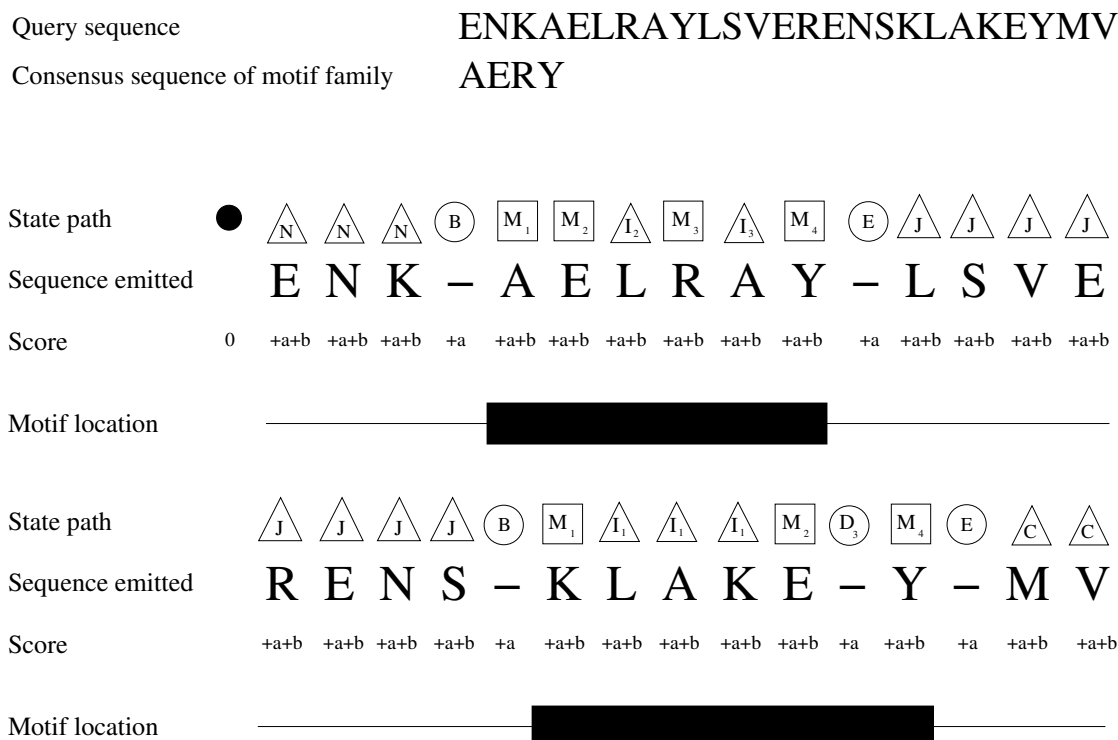 Query sequence ENKAELRAYLSVERENSKLAKEYMV
Consensus sequence of motif family AERY
State path N N N B M1 M2 I2 M3 I3 M4 E J J J J
Sequence emitted E N K – A E L R A Y – L S V E
Score 0 +a+b +a+b +a+b +a +a+b +a+b +a+b +a+b +a+b +a+b +a +a+b +a+b +a+b +a+b
Motif location
State path J J J J B M1 I1 I1 I1 M2 D3 M4 E C C
Sequence emitted R E N S – K L A K E – Y – M V
Score +a+b +a+b +a+b +a+b +a +a+b +a+b +a+b +a+b +a+b +a +a+b +a +a+b +a+b
Motif location